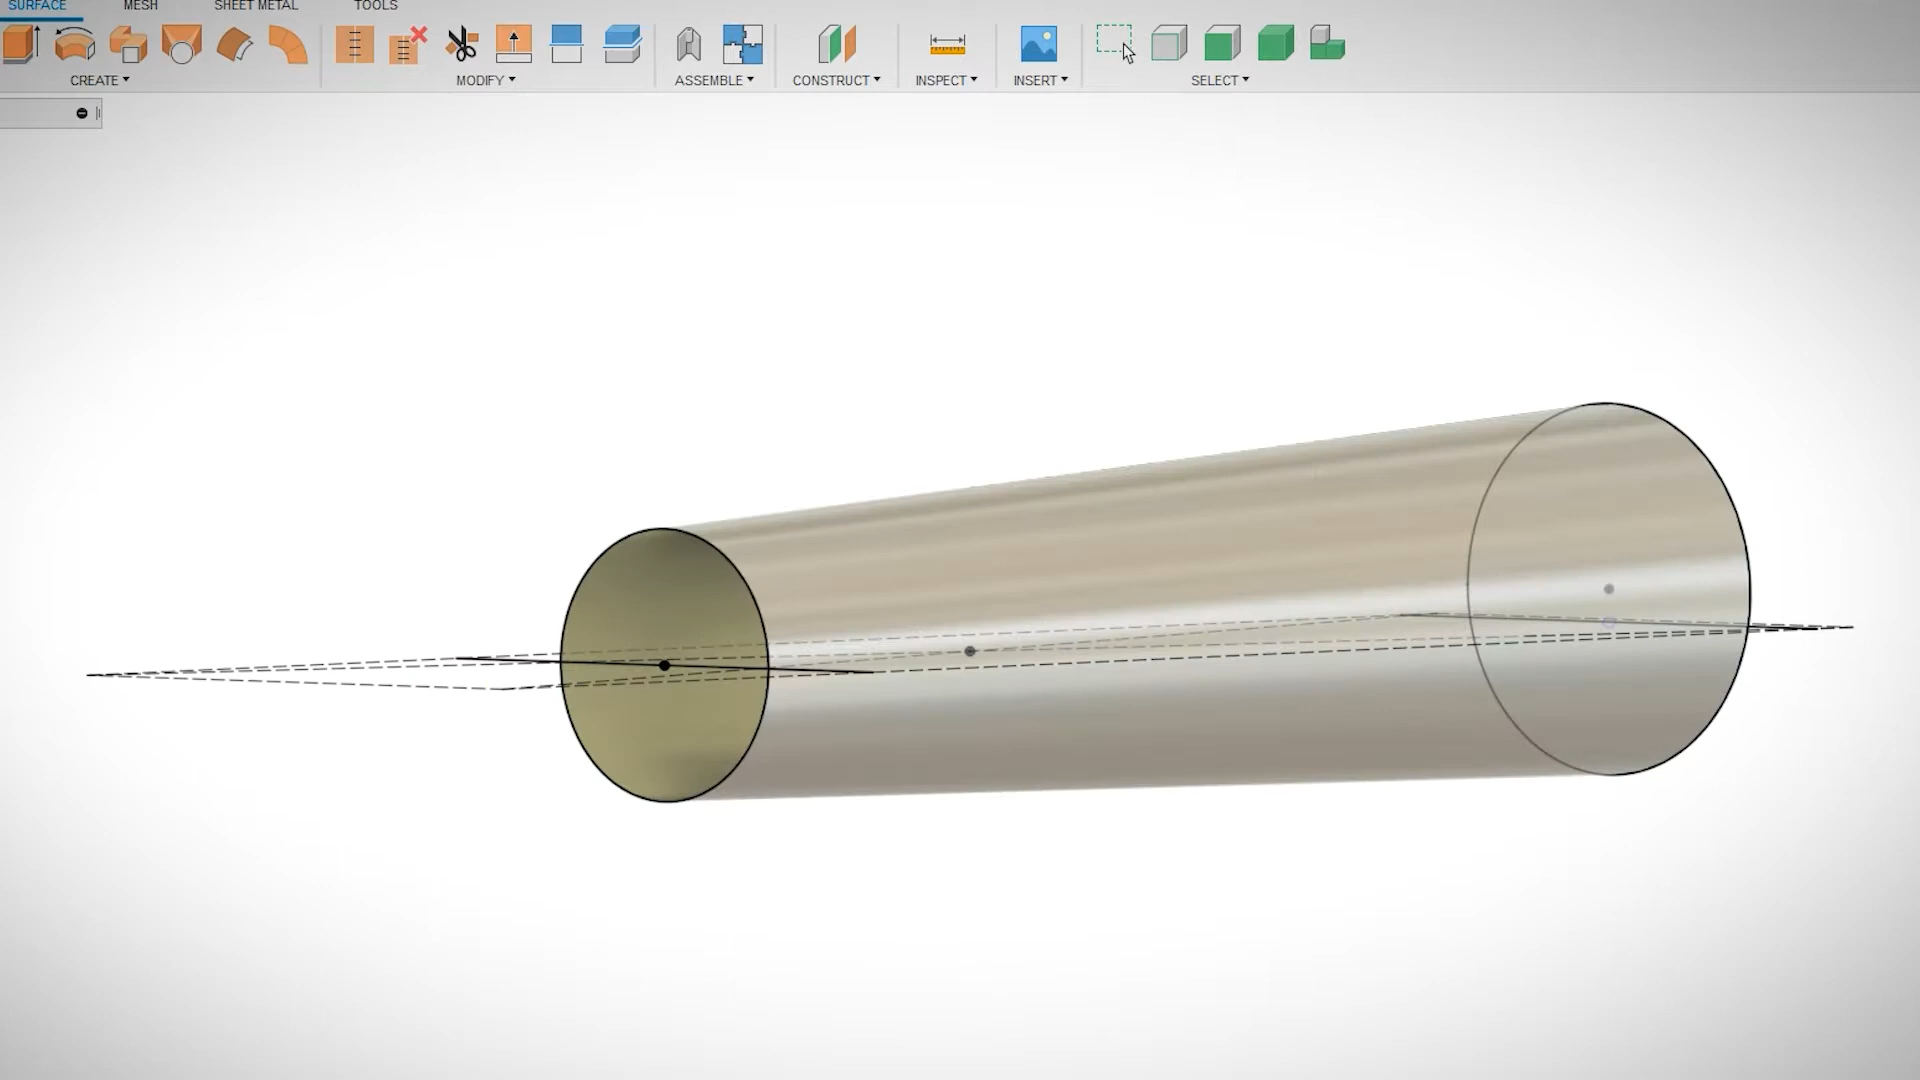 SURFACE MESH SHEET METAL TOOLS
CREATE MODIFY ASSEMBLE CONSTRUCT INSPECT INSERT SELECT